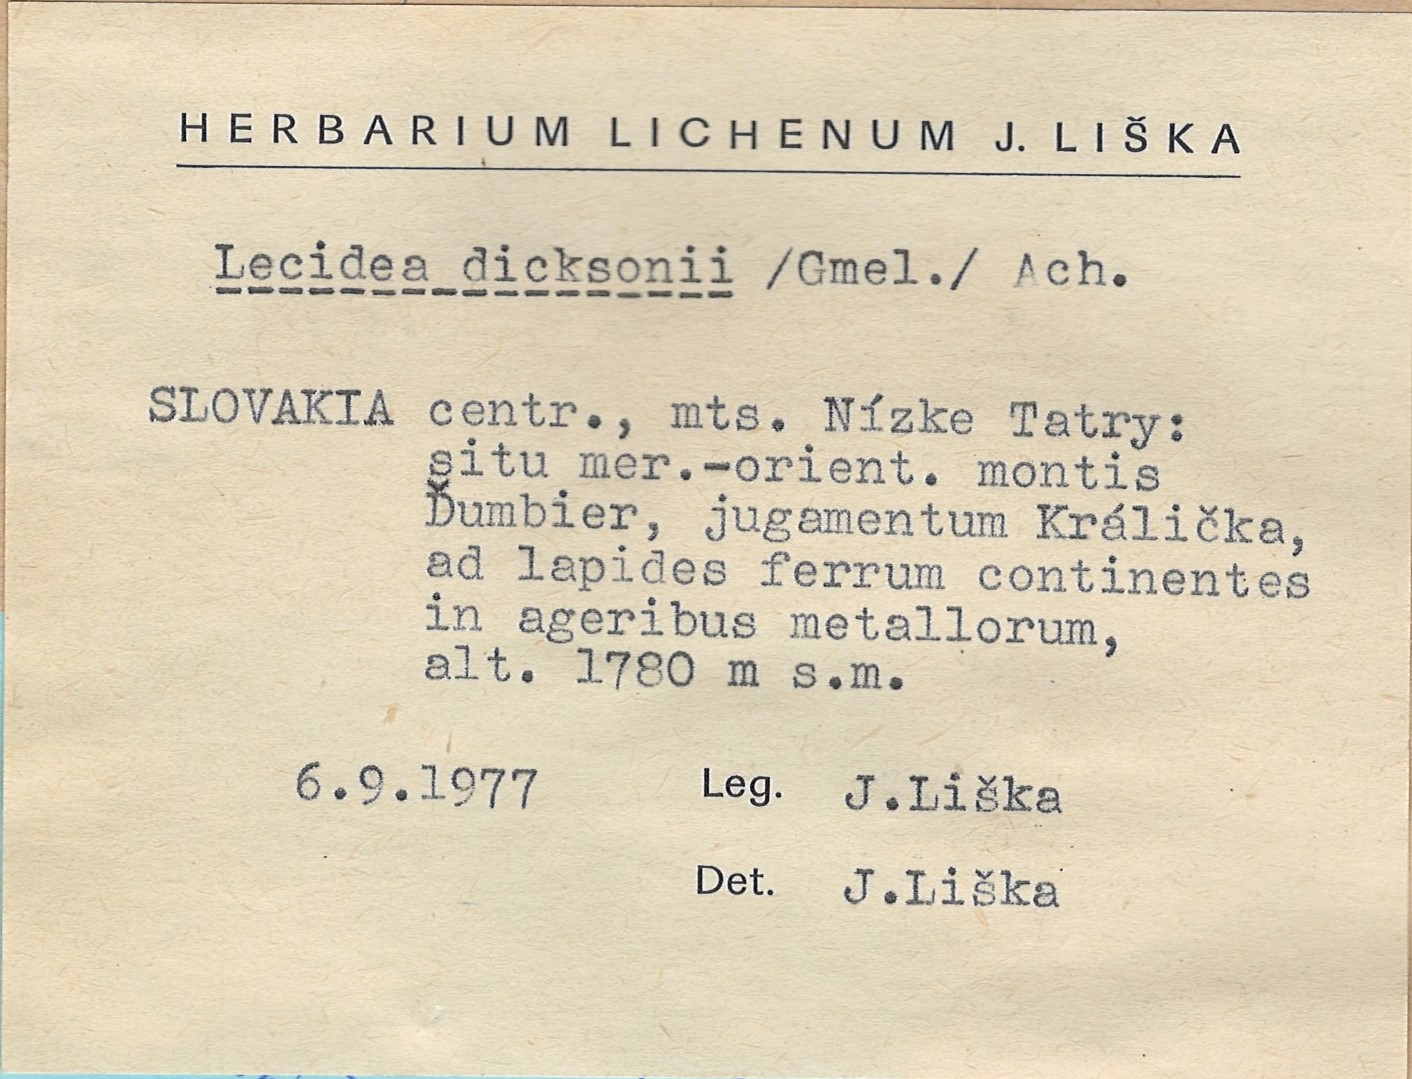 HERBARIUM LICHENUM J. LIŠKA
Lecidea dicksonii /Gmel./ Ach.
SLOVAKIA centr., mts. Nízke Tatry:
situ mer.-orient. montis
Ďumbier, jugamentum Králička,
ad lapides ferrum continentes
in ageribus metallorum,
alt. 1780 m s.m.
6.9.1977 Leg. J.Liška
Det. J.Liška